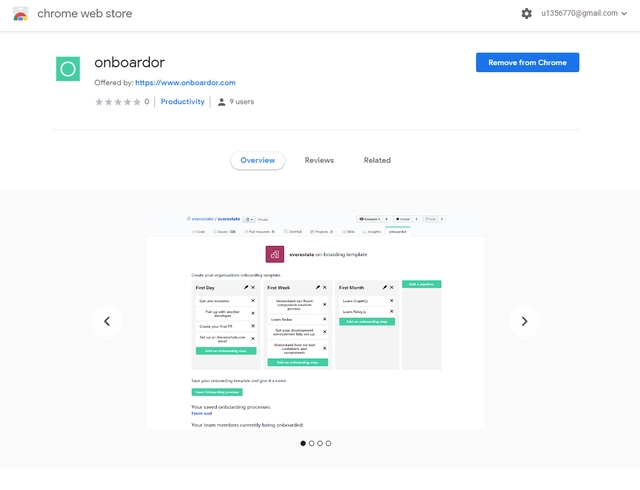 chrome web store
u1356770@gmail.com
onboardor
Remove from Chrome
Offered by: https://www.onboardor.com
0 Productivity 9 users
Overview Reviews Related
everestate / everestate Private
Code Issues Pull requests ZenHub Projects Wiki Insights onboardor
everestate on-boarding template
Create your organizations onboarding template
First Day First Week First Month Add a pipeline
Get site variables
Pair up with another developer.
Create your first PR
Set up an @everestate.com email
Add an onboarding step
Understand our React component creation process.
Learn Redux
Get your development environment fully set up.
Understand how we test containers and components
Add an onboarding step
Learn GraphQL
Learn Relay.js
Add an onboarding step
Save your onboarding template and give it a name.
Save Onboarding process
Your saved onboarding processes:
Front end
Your team members currently being onboarded: